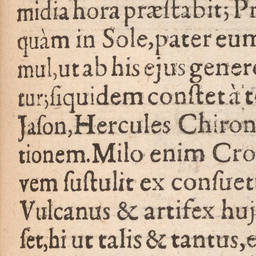 midia hora præſtabit; Pr
quàm in Sole, pater eum
mul, ut ab his ejus genere
tur; ſiquidem conſtet à t
Jaſon, Hercules Chiron
tionem. Milo enim Cro
vem ſuſtulit ex conſuet
Vulcanus & artifex huj
ſet, hi ut talis & tantus, e